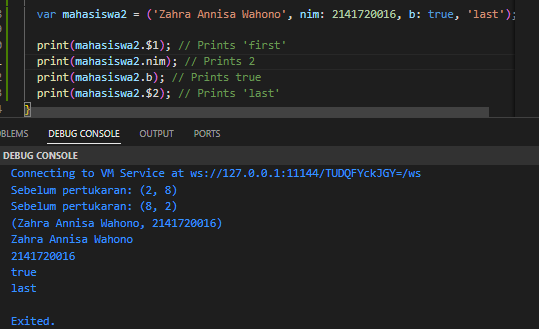 var mahasiswa2 = ('Zahra Annisa Wahono', nim: 2141720016, b: true, 'last');
print(mahasiswa2.$1); // Prints 'first'
print(mahasiswa2.nim); // Prints 2
print(mahasiswa2.b); // Prints true
print(mahasiswa2.$2); // Prints 'last'
}
OBLEMS DEBUG CONSOLE OUTPUT PORTS
DEBUG CONSOLE
Connecting to VM Service at ws://127.0.0.1:11144/TUDQFYckJGY=/ws
Sebelum pertukaran: (2, 8)
Sebelum pertukaran: (8, 2)
(Zahra Annisa Wahono, 2141720016)
Zahra Annisa Wahono
2141720016
true
last
Exited.